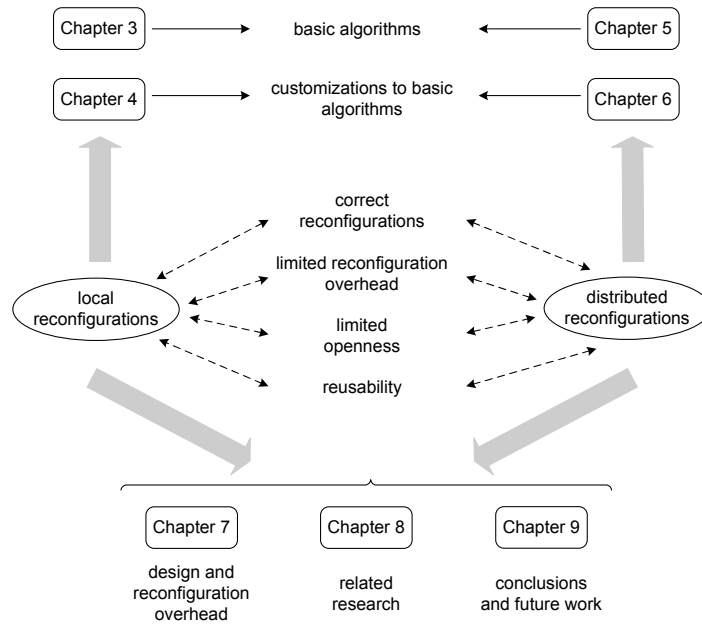 Chapter 3
basic algorithms
Chapter 5
Chapter 4
customizations to basic
algorithms
Chapter 6
correct
reconfigurations
limited reconfiguration
overhead
local
reconfigurations
distributed
reconfigurations
limited
openness
reusability
Chapter 7
Chapter 8
Chapter 9
design and
reconfiguration
overhead
related
research
conclusions
and future work